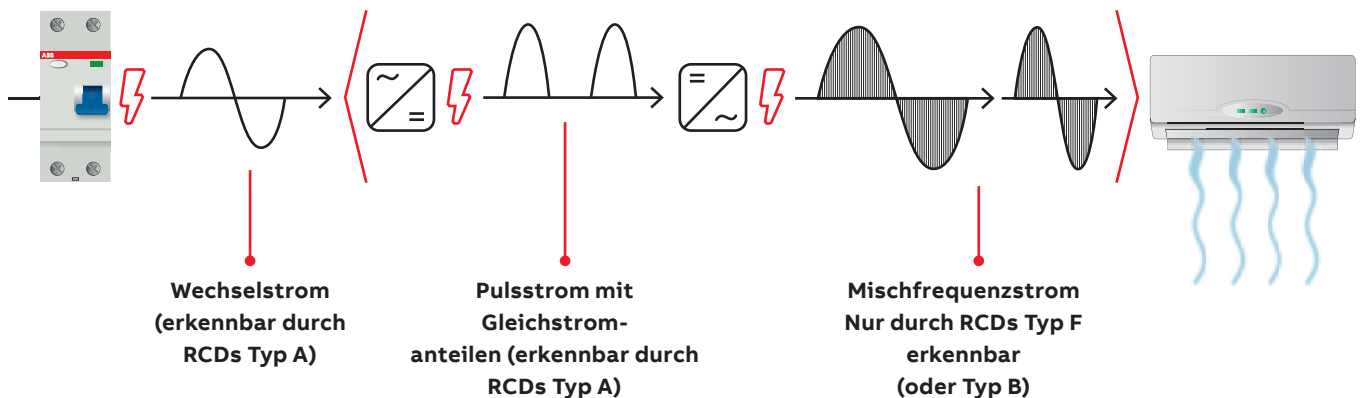 ABB
Wechselstrom
(erkennbar durch
RCDs Typ A)
Pulsstrom mit
Gleichstrom-
anteilen (erkennbar durch
RCDs Typ A)
Mischfrequenzstrom
Nur durch RCDs Typ F
erkennbar
(oder Typ B)